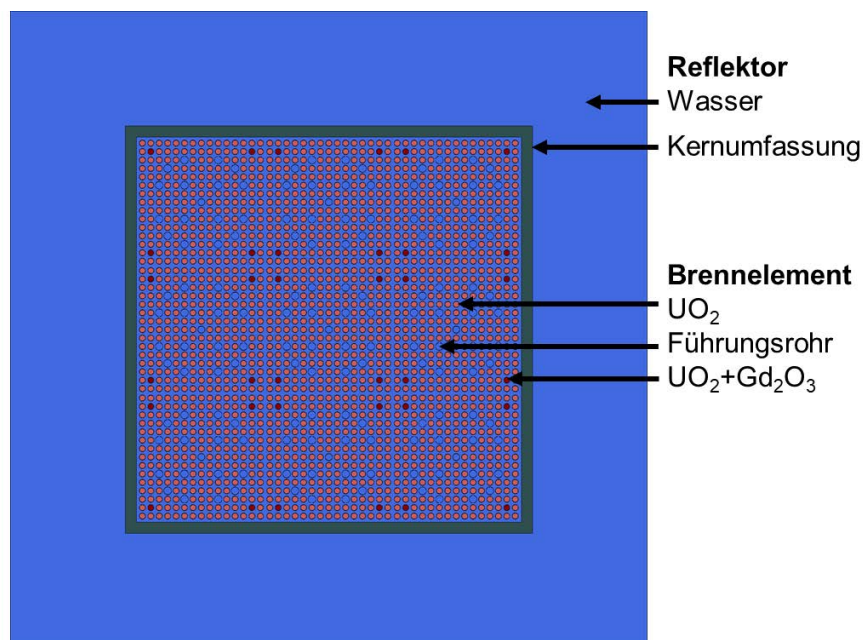 Reflektor
Wasser
Kernumfassung
Brennelement
UO₂
Führungsrohr
UO₂+Gd₂O₃